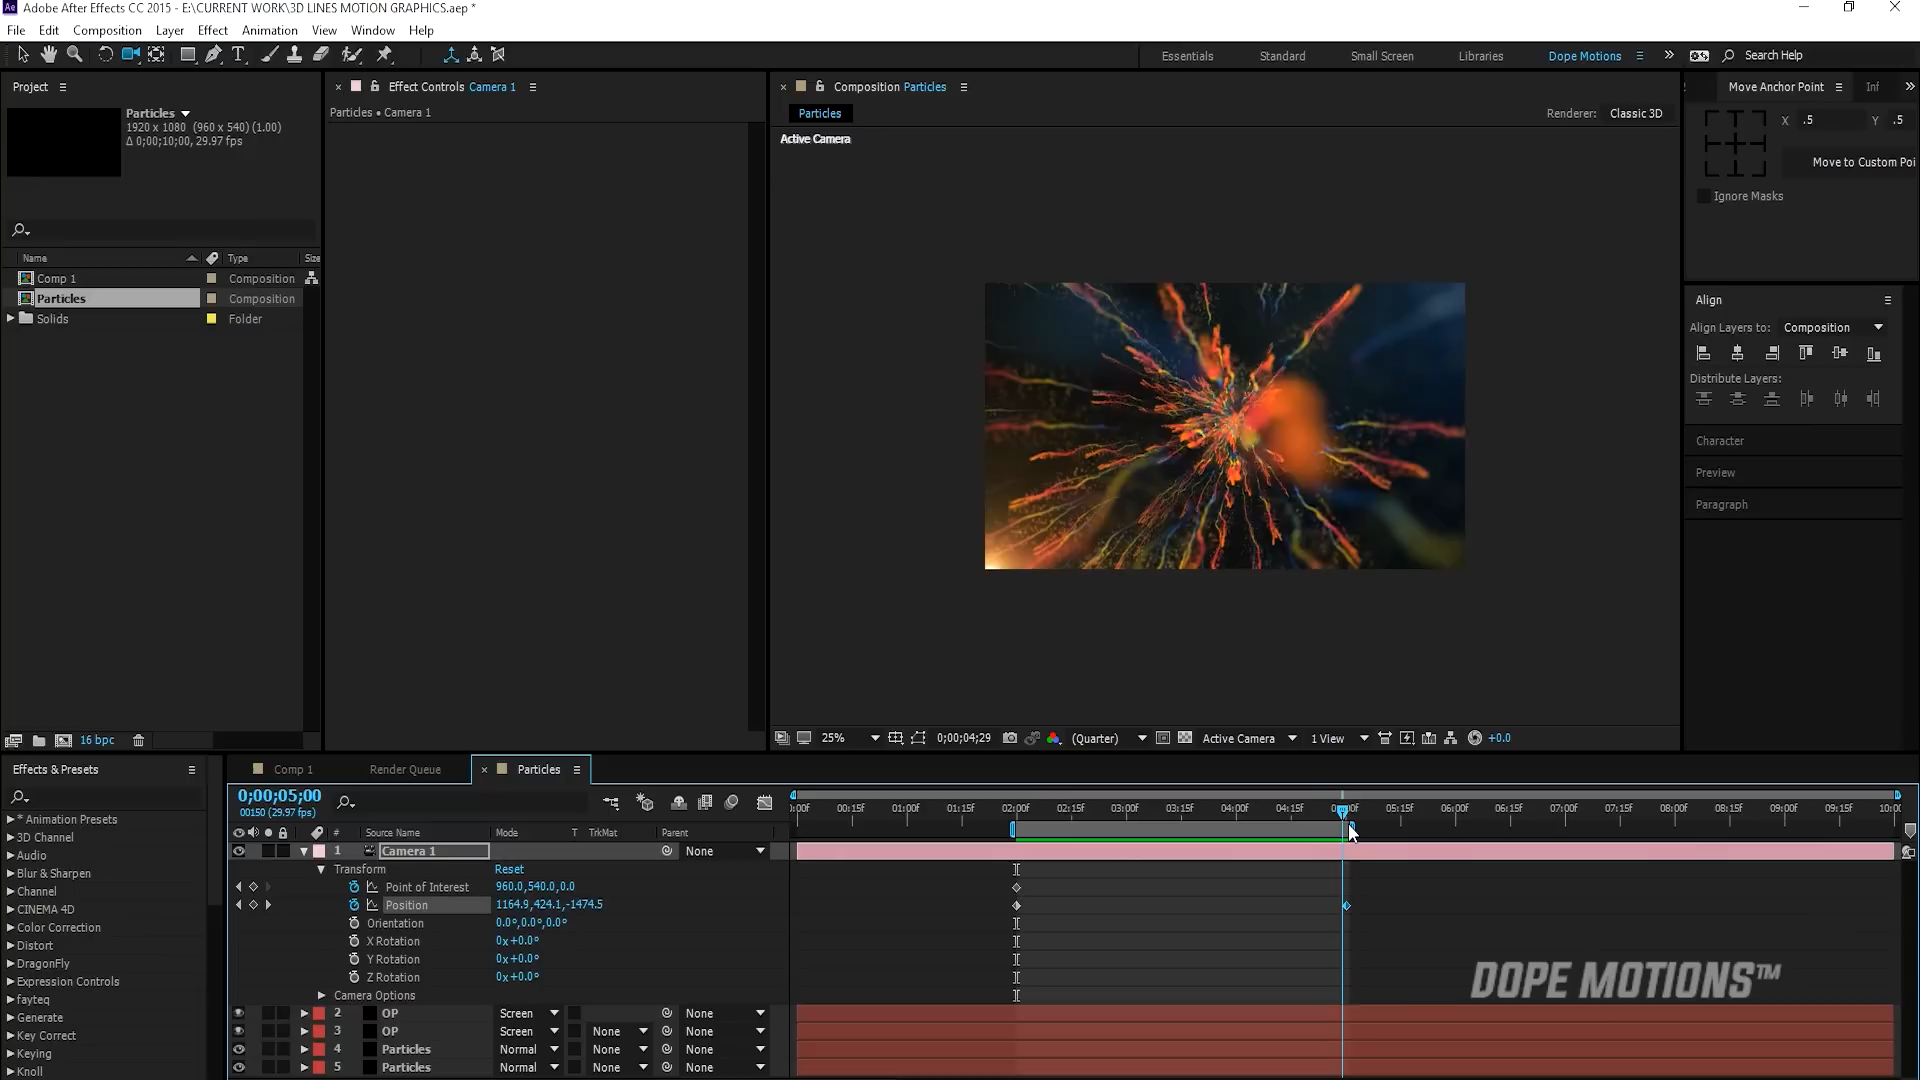 Adobe After Effects CC 2015 - E:\CURRENT WORK\3D LINES MOTION GRAPHICS.aep *
File Edit Composition Layer Effect Animation View Window Help
Essentials Standard Small Screen Libraries Dope Motions Search Help
Project
Particles
1920 x 1080 (960 x 540) (1.00)
Δ 0;00;10;00, 29.97 fps
Name Type Size
Comp 1 Composition
Particles Composition
Solids Folder
16 bpc
Effect Controls Camera 1
Particles • Camera 1
Composition Particles
Particles
Renderer: Classic 3D
Active Camera
25% 0;00;04;29 (Quarter) Active Camera 1 View +0.0
Move Anchor Point Inf
X .5 Y .5
Move to Custom Poi
Ignore Masks
Align
Align Layers to: Composition
Distribute Layers:
Character
Preview
Paragraph
Effects & Presets
* Animation Presets
3D Channel
Audio
Blur & Sharpen
Channel
CINEMA 4D
Color Correction
Distort
DragonFly
Expression Controls
fayteq
Generate
Key Correct
Keying
Knoll
Comp 1 Render Queue Particles
0;00;05;00
00150 (29.97 fps)
:00f 00:15f 01:00f 01:15f 02:00f 02:15f 03:00f 03:15f 04:00f 04:15f 05:15f 06:00f 06:15f 07:00f 07:15f 08:00f 08:15f 09:00f 09:15f 10:00
# Source Name Mode T TrkMat Parent
1 Camera 1 None
Transform Reset
Point of Interest 960.0,540.0,0.0
Position 1164.9,424.1,-1474.5
Orientation 0.0°,0.0°,0.0°
X Rotation 0x+0.0°
Y Rotation 0x+0.0°
Z Rotation 0x+0.0°
Camera Options
2 OP Screen None
3 OP Screen None None
4 Particles Normal None None
5 Particles Normal None None
DOPE MOTIONS™